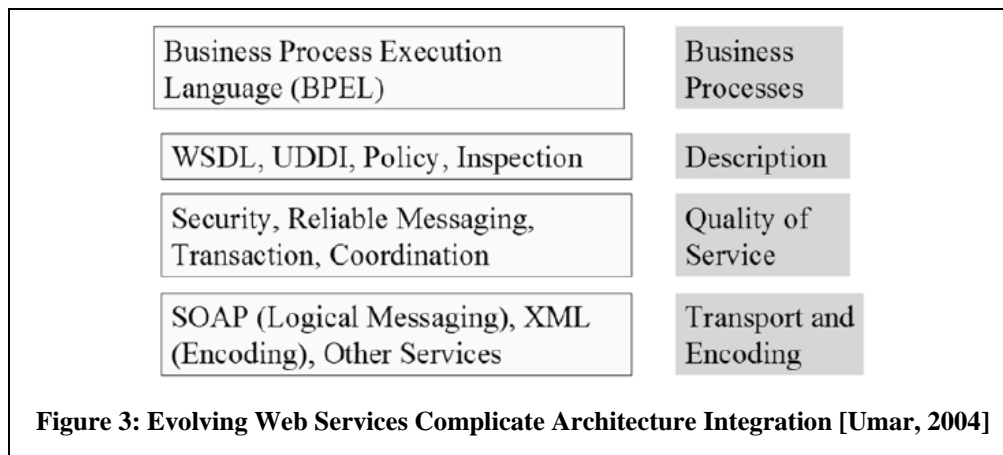 Business Process Execution
Language (BPEL)
Business
Processes
WSDL, UDDI, Policy, Inspection
Description
Security, Reliable Messaging,
Transaction, Coordination
Quality of
Service
SOAP (Logical Messaging), XML
(Encoding), Other Services
Transport and
Encoding
Figure 3: Evolving Web Services Complicate Architecture Integration [Umar, 2004]